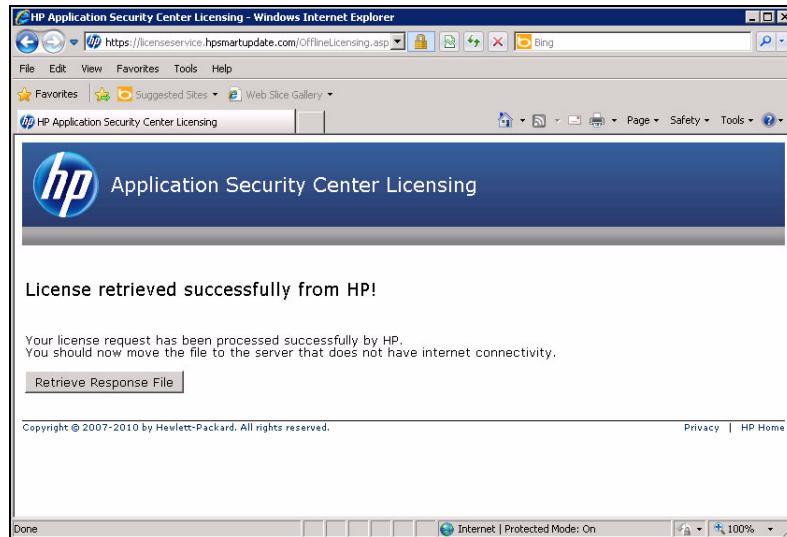 HP Application Security Center Licensing - Windows Internet Explorer
https://licenseservice.hpsmartupdate.com/OfflineLicensing.asp
Bing
File Edit View Favorites Tools Help
Favorites Suggested Sites Web Slice Gallery
HP Application Security Center Licensing
Page Safety Tools
hp Application Security Center Licensing
License retrieved successfully from HP!
Your license request has been processed successfully by HP.
You should now move the file to the server that does not have internet connectivity.
Retrieve Response File
Copyright © 2007-2010 by Hewlett-Packard. All rights reserved. Privacy | HP Home
Done Internet | Protected Mode: On 100%